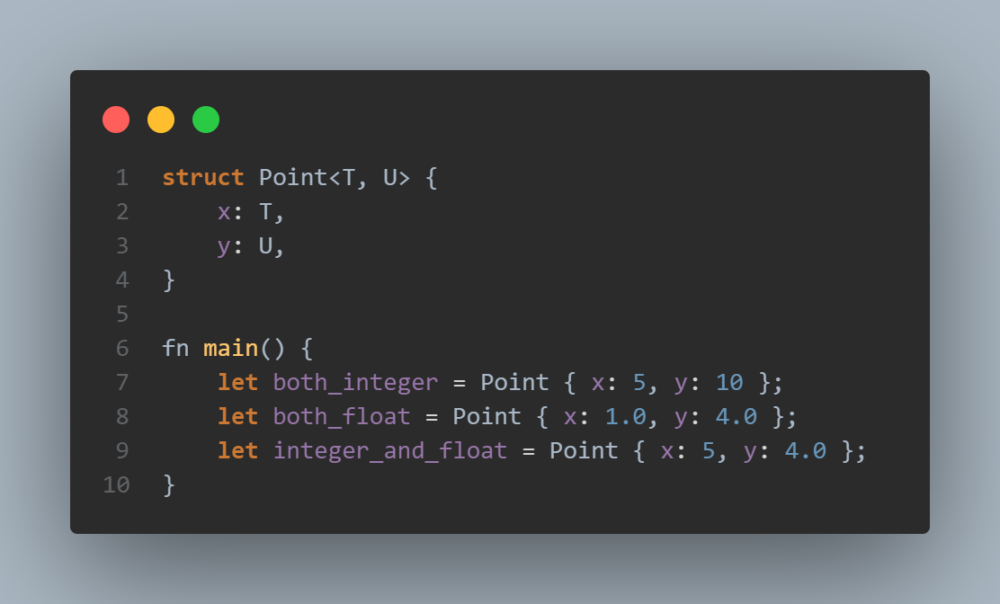 1 struct Point<T, U> {
2     x: T,
3     y: U,
4 }
5
6 fn main() {
7     let both_integer = Point { x: 5, y: 10 };
8     let both_float = Point { x: 1.0, y: 4.0 };
9     let integer_and_float = Point { x: 5, y: 4.0 };
10 }